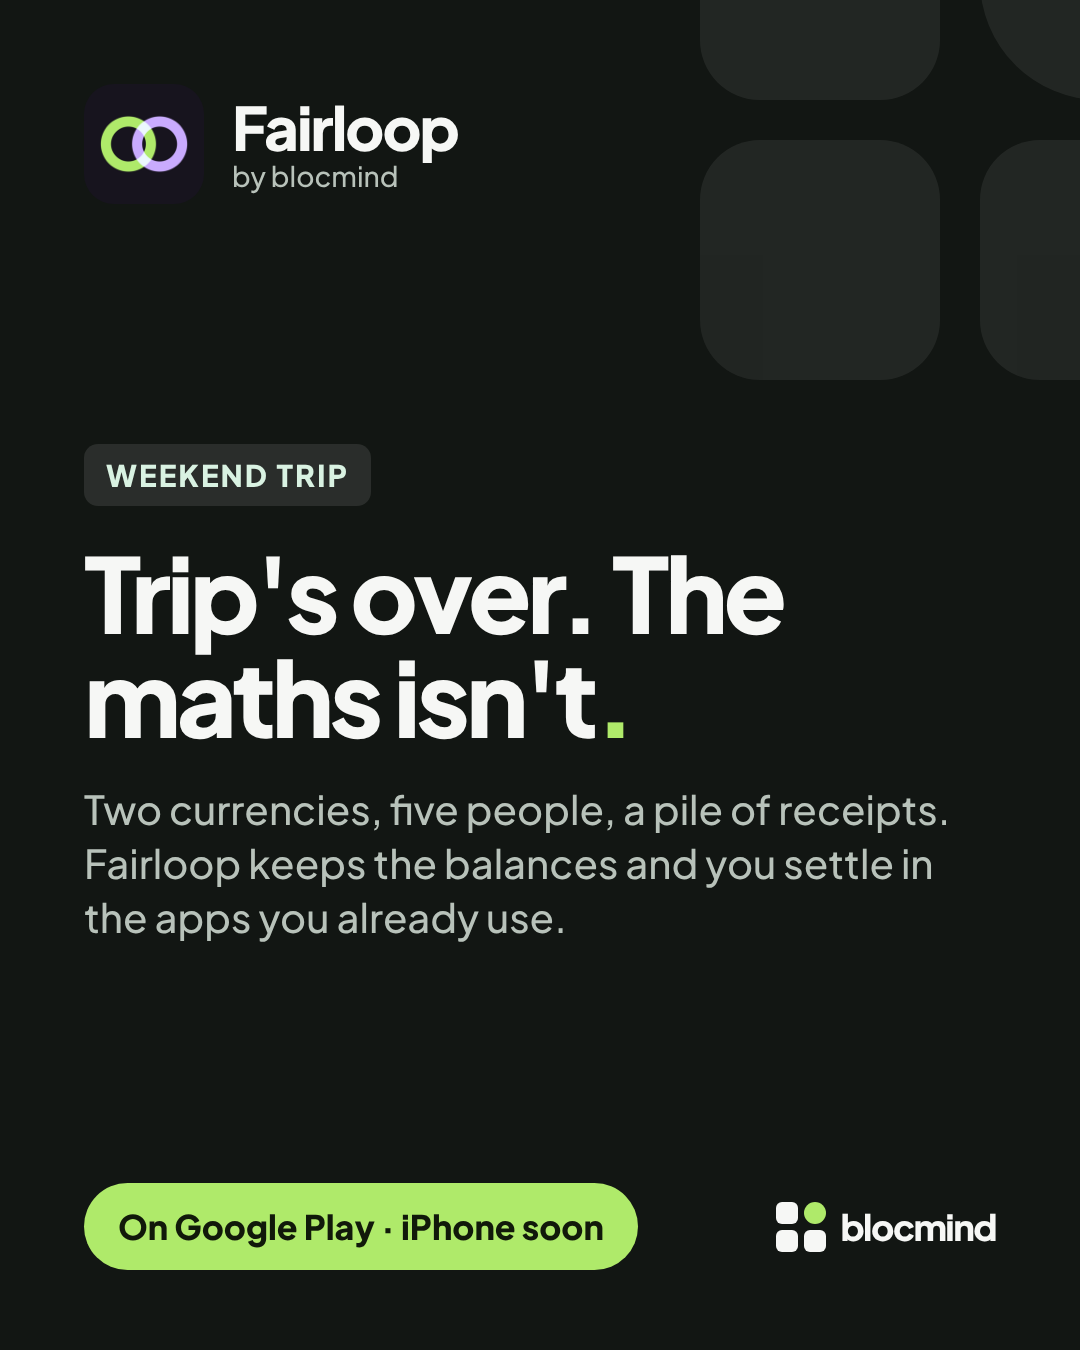 Fairloop
by blocmind
WEEKEND TRIP
Trip's over. The
maths isn't.
Two currencies, five people, a pile of receipts.
Fairloop keeps the balances and you settle in
the apps you already use.
On Google Play · iPhone soon
blocmind